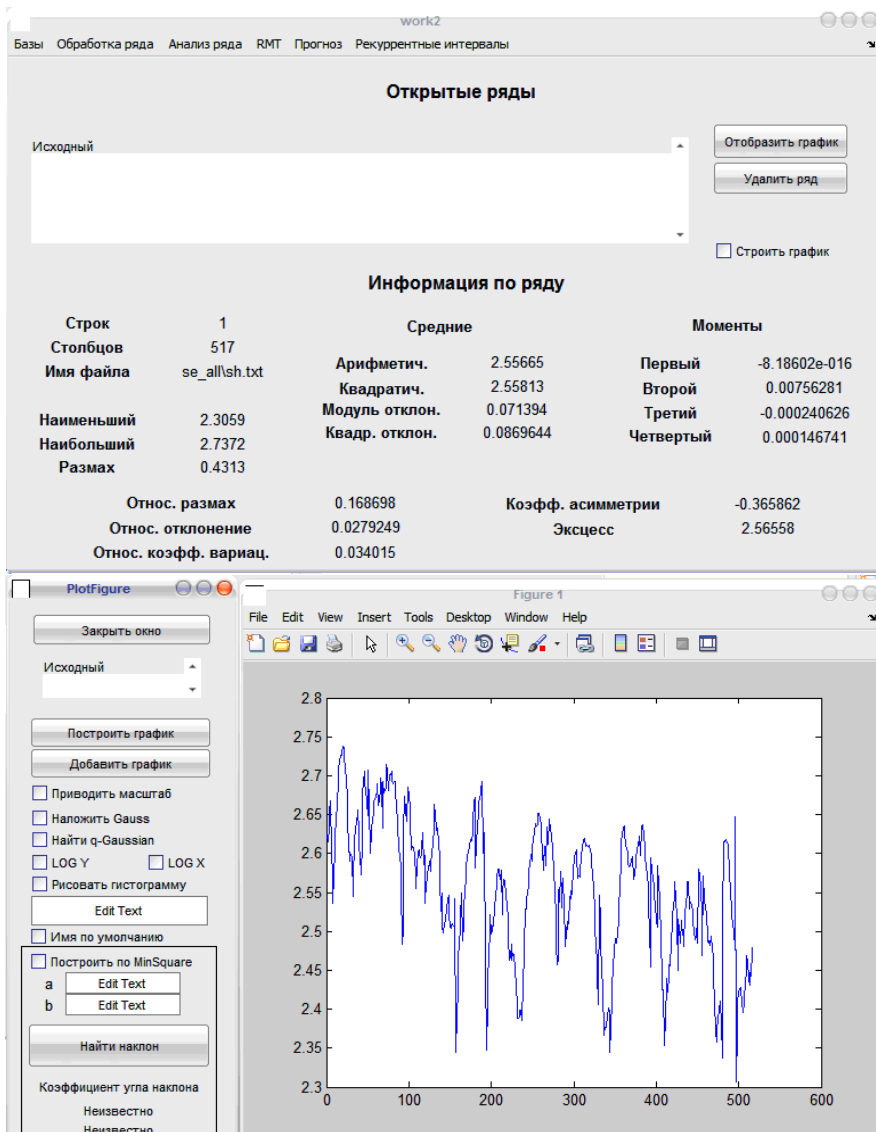 work2
Базы Обработка ряда Анализ ряда RMT Прогноз Рекуррентные интервалы
Открытые ряды
Исходный
Отобразить график
Удалить ряд
Строить график
Информация по ряду
Строк 1
Столбцов 517
Имя файла se_all\sh.txt
Наименьший 2.3059
Наибольший 2.7372
Размах 0.4313
Средние
Арифметич. 2.55665
Квадратич. 2.55813
Модуль отклон. 0.071394
Квадр. отклон. 0.0869644
Моменты
Первый -8.18602e-016
Второй 0.00756281
Третий -0.000240626
Четвертый 0.000146741
Относ. размах 0.168698
Относ. отклонение 0.0279249
Относ. коэфф. вариац. 0.034015
Коэфф. асимметрии -0.365862
Эксцесс 2.56558
PlotFigure
Закрыть окно
Исходный
Построить график
Добавить график
Приводить масштаб
Наложить Gauss
Найти q-Gaussian
LOG Y LOG X
Рисовать гистограмму
Edit Text
Имя по умолчанию
Построить по MinSquare
a Edit Text
b Edit Text
Найти наклон
Коэффициент угла наклона
Неизвестно
Неизвестно
Figure 1
File Edit View Insert Tools Desktop Window Help
2.8
2.75
2.7
2.65
2.6
2.55
2.5
2.45
2.4
2.35
2.3
0 100 200 300 400 500 600